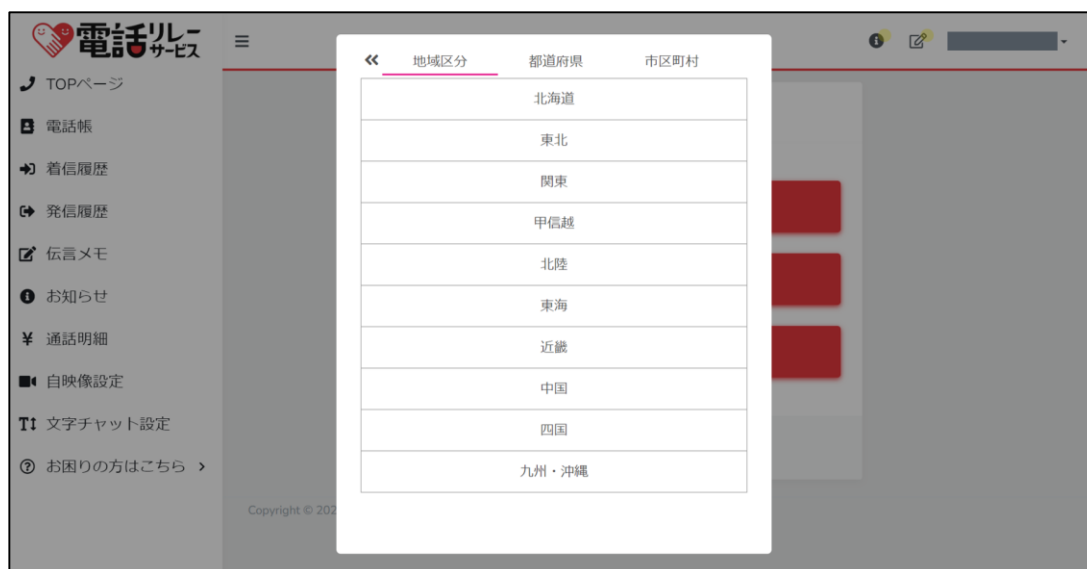 電話リレーサービス
TOPページ
電話帳
着信履歴
発信履歴
伝言メモ
お知らせ
通話明細
自映像設定
文字チャット設定
お困りの方はこちら
地域区分 都道府県 市区町村
北海道
東北
関東
甲信越
北陸
東海
近畿
中国
四国
九州・沖縄
Copyright © 202